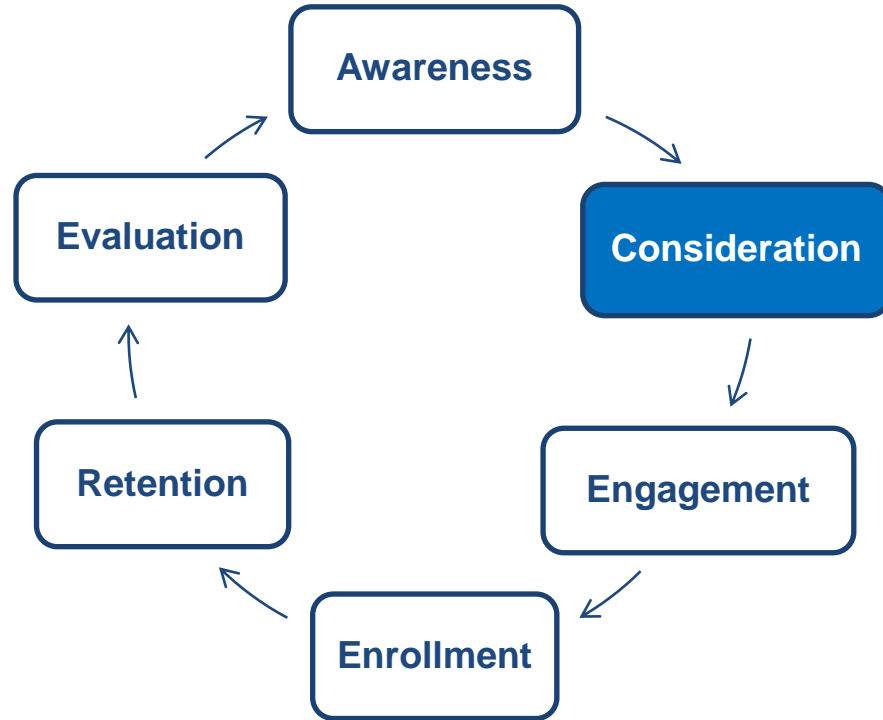 Awareness
Consideration
Engagement
Enrollment
Retention
Evaluation